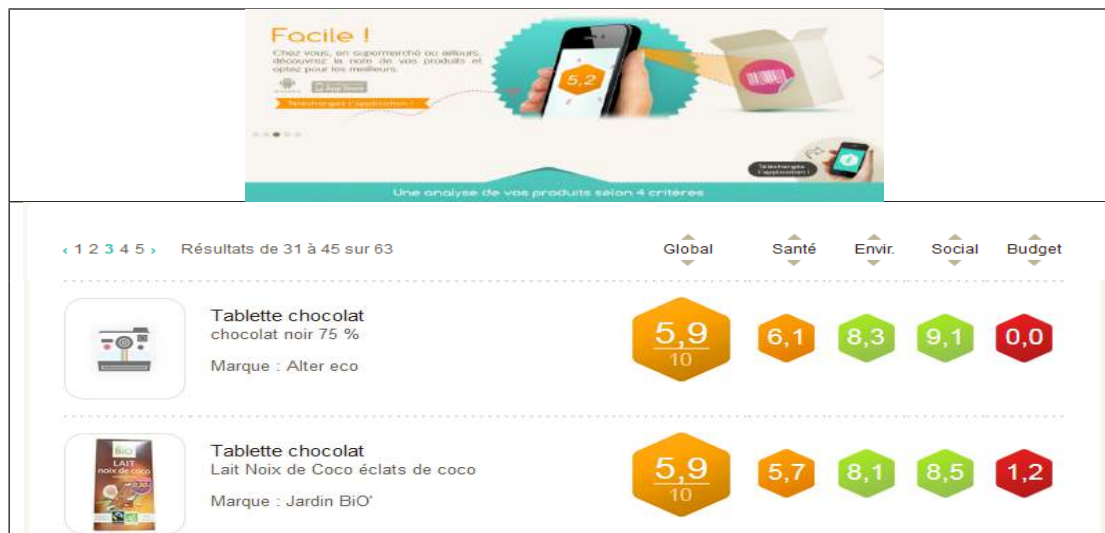 Facile !
Chez vous, en supermarché ou ailleurs,
découvrez la note de vos produits et
optez pour les meilleurs.
App Store
Téléchargez l'application !
5,2
Téléchargez
l'application !
Une analyse de vos produits selon 4 critères
‹ 1 2 3 4 5 › Résultats de 31 à 45 sur 63 Global Santé Envir. Social Budget
Tablette chocolat
chocolat noir 75 %
Marque : Alter eco
5,9
10
6,1 8,3 9,1 0,0
Tablette chocolat
Lait Noix de Coco éclats de coco
Marque : Jardin BiO'
BiO
LAIT
noix de coco
5,9
10
5,7 8,1 8,5 1,2